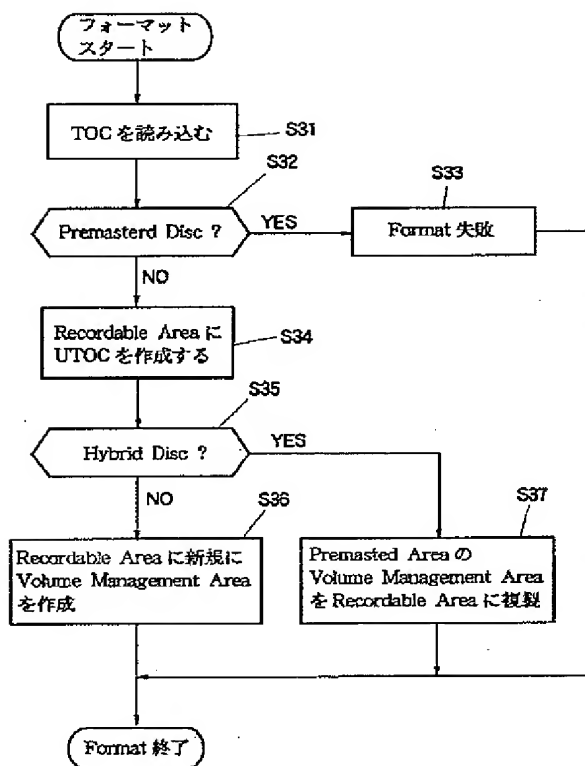 フォーマット
スタート
S31
TOCを読み込む
S32
Premasterd Disc ?
YES
S33
Format 失敗
NO
Recordable Areaに
UTOCを作成する
S34
S35
Hybrid Disc ?
YES
NO
S36
Recordable Areaに新規に
Volume Management Area
を作成
S37
Premasted Areaの
Volume Management Area
をRecordable Areaに複製
Format 終了